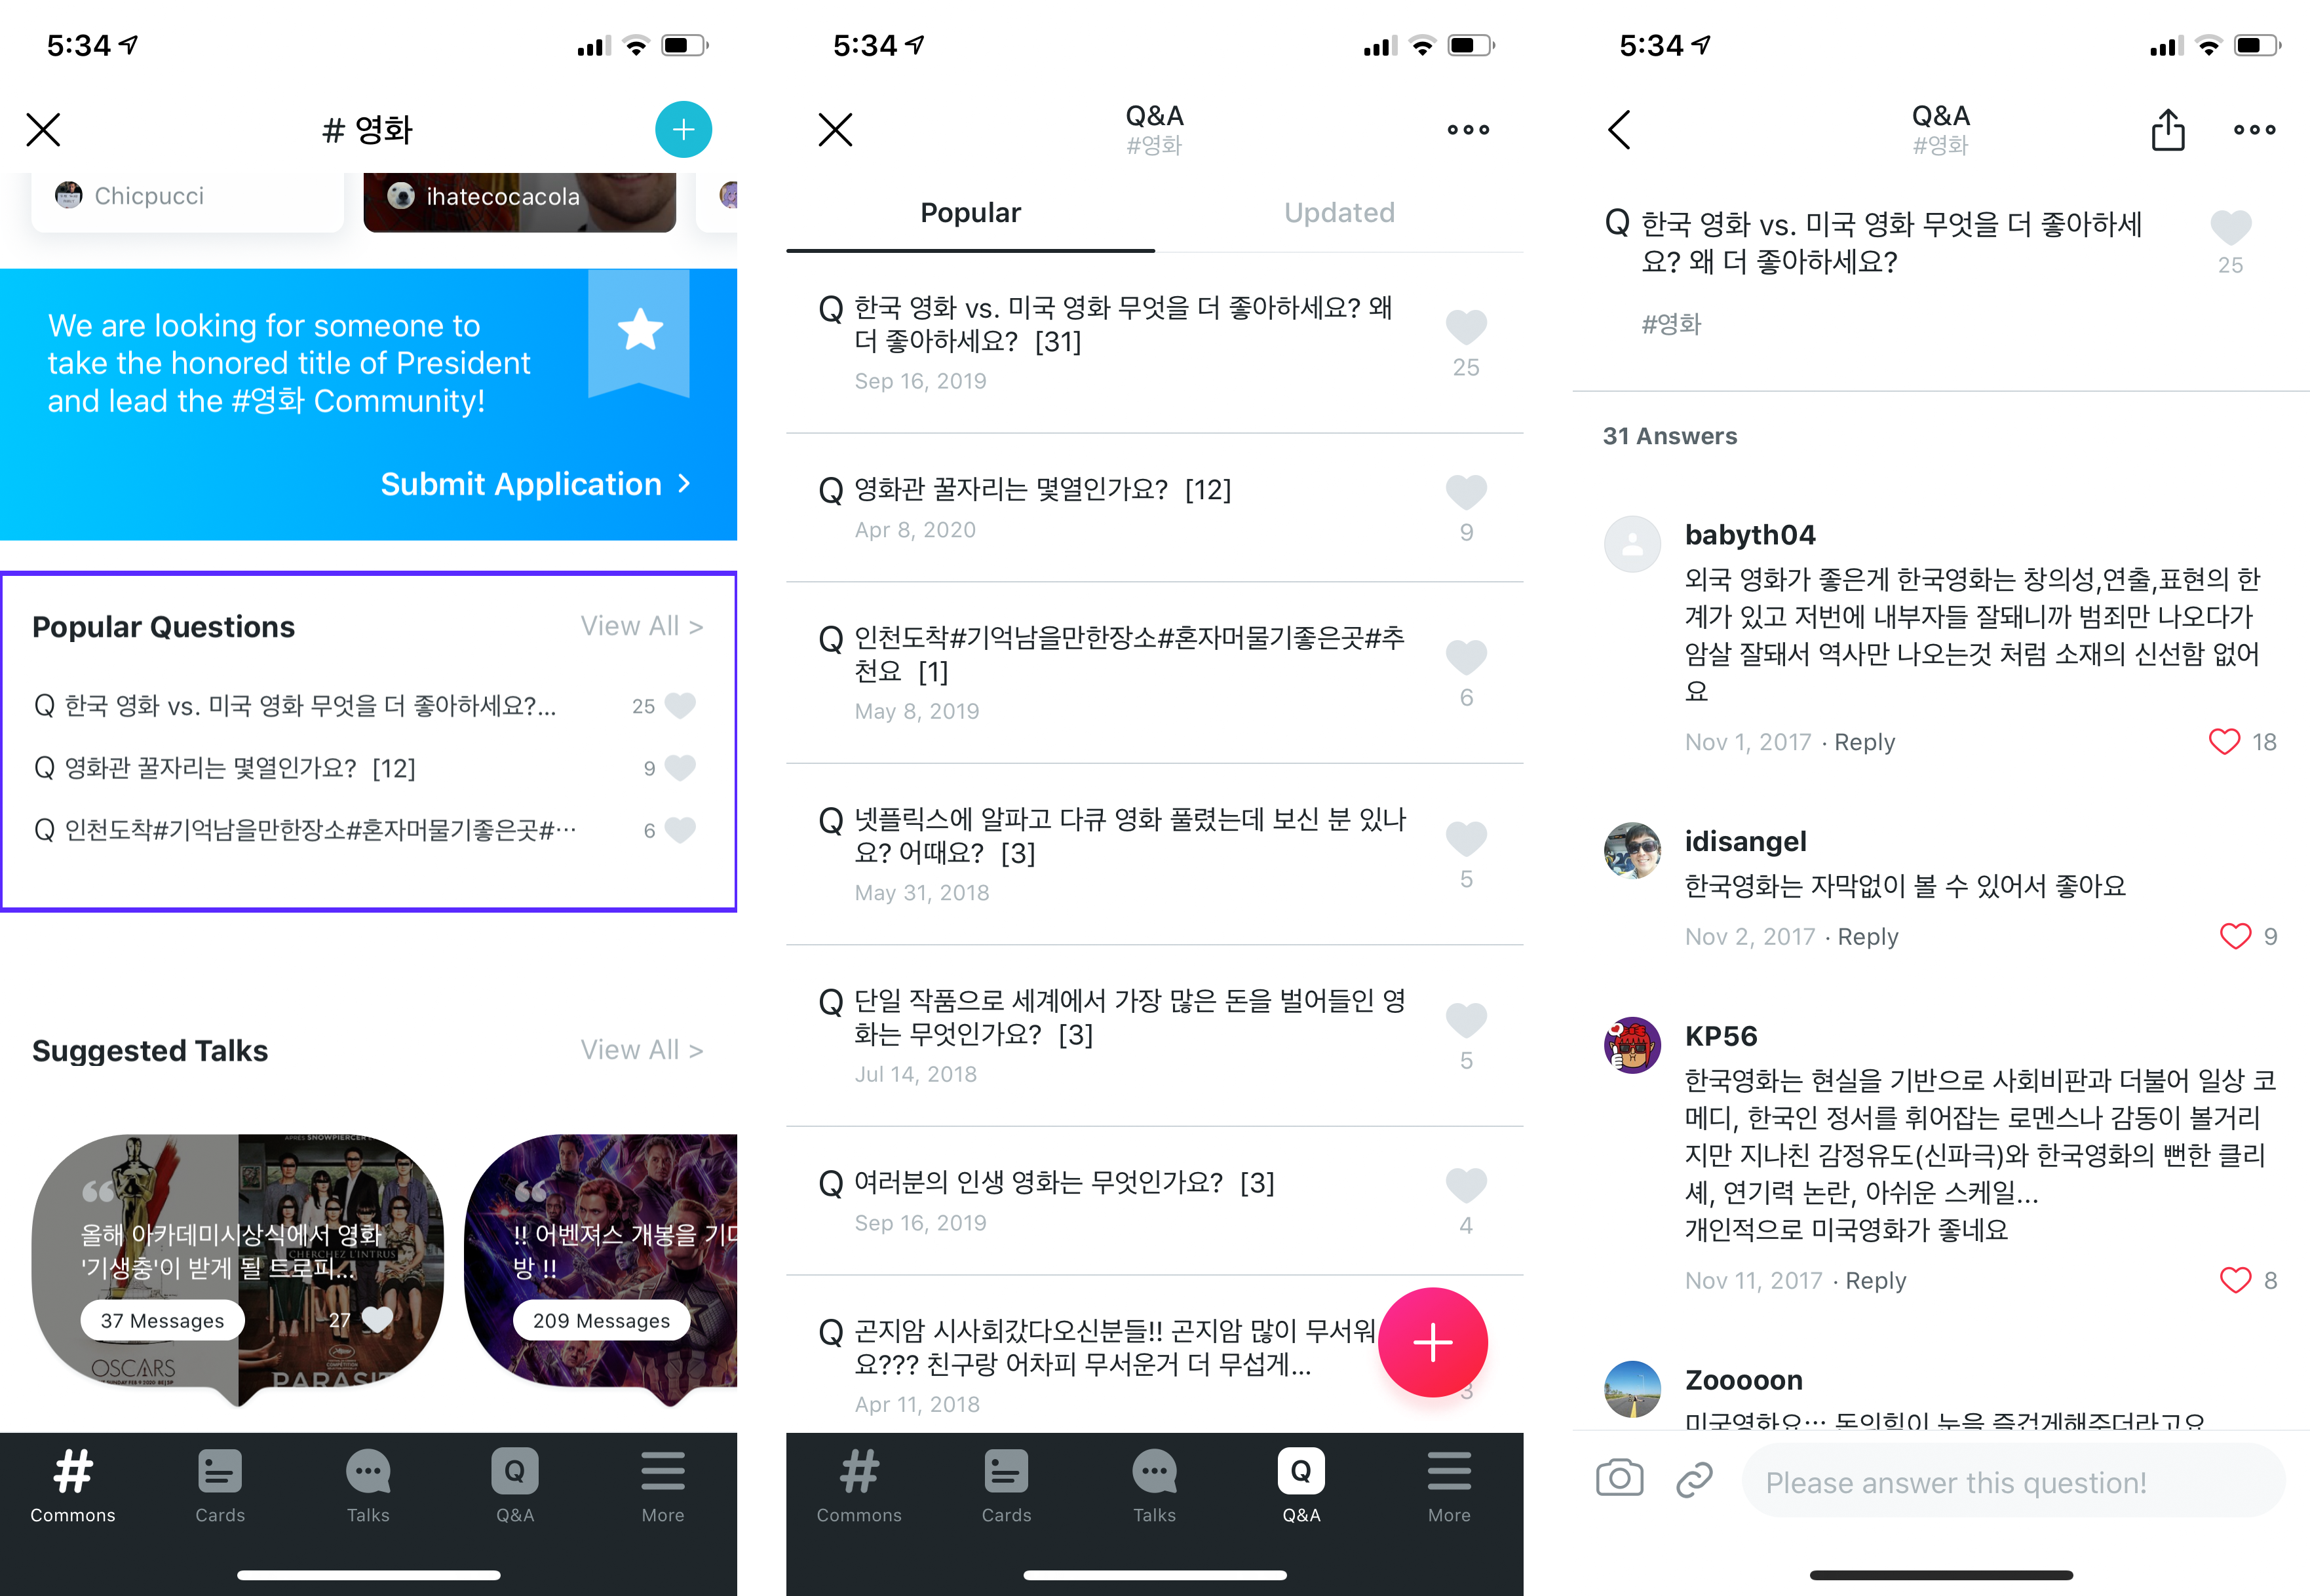 5:34
# 영화
Chicpucci
ihatecocacola
We are looking for someone to
take the honored title of President
and lead the #영화 Community!
Submit Application >
Popular Questions
View All >
Q 한국 영화 vs. 미국 영화 무엇을 더 좋아하세요?...
25
Q 영화관 꿀자리는 몇열인가요? [12]
9
Q 인천도착#기억남을만한장소#혼자머물기좋은곳#...
6
Suggested Talks
View All >
APRÈS SNOWPIERCER
올해 아카데미시상식에서 영화
CHERCHEZ L'INTRUS
'기생충'이 받게 될 트로피...
37 Messages
27
OSCARS
PARASIT
!! 어벤져스 개봉을 기다
방 !!
209 Messages
Commons
Cards
Talks
Q
Q&A
More
5:34
Q&A
#영화
Popular
Updated
Q 한국 영화 vs. 미국 영화 무엇을 더 좋아하세요? 왜
더 좋아하세요? [31]
Sep 16, 2019
25
Q 영화관 꿀자리는 몇열인가요? [12]
Apr 8, 2020
9
Q 인천도착#기억남을만한장소#혼자머물기좋은곳#추
천요 [1]
May 8, 2019
6
Q 넷플릭스에 알파고 다큐 영화 풀렸는데 보신 분 있나
요? 어때요? [3]
May 31, 2018
5
Q 단일 작품으로 세계에서 가장 많은 돈을 벌어들인 영
화는 무엇인가요? [3]
Jul 14, 2018
5
Q 여러분의 인생 영화는 무엇인가요? [3]
Sep 16, 2019
4
Q 곤지암 시사회갔다오신분들!! 곤지암 많이 무서워
요??? 친구랑 어차피 무서운거 더 무섭게...
Apr 11, 2018
3
Commons
Cards
Talks
Q
Q&A
More
5:34
Q&A
#영화
Q 한국 영화 vs. 미국 영화 무엇을 더 좋아하세
요? 왜 더 좋아하세요?
25
#영화
31 Answers
babyth04
외국 영화가 좋은게 한국영화는 창의성,연출,표현의 한
계가 있고 저번에 내부자들 잘돼니까 범죄만 나오다가
암살 잘돼서 역사만 나오는것 처럼 소재의 신선함 없어
요
Nov 1, 2017 · Reply
18
idisangel
한국영화는 자막없이 볼 수 있어서 좋아요
Nov 2, 2017 · Reply
9
KP56
한국영화는 현실을 기반으로 사회비판과 더불어 일상 코
메디, 한국인 정서를 휘어잡는 로멘스나 감동이 볼거리
지만 지나친 감정유도(신파극)와 한국영화의 뻔한 클리
셰, 연기력 논란, 아쉬운 스케일...
개인적으로 미국영화가 좋네요
Nov 11, 2017 · Reply
8
Zooooon
미국영화요... 돈의힘이 눈을 즐겁게해주더라고요
Please answer this question!